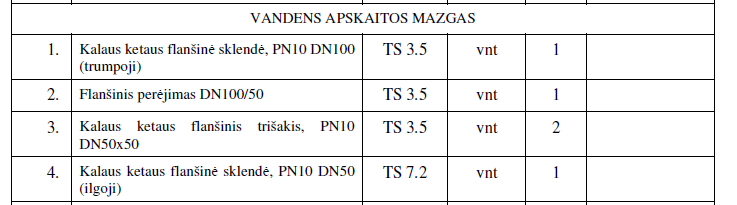 VANDENS APSKAITOS MAZGAS
1. Kalaus ketaus flanšinė sklendė, PN10 DN100 TS 3.5 vnt 1
(trumpoji)
2. Flanšinis perėjimas DN100/50 TS 3.5 vnt 1
3. Kalaus ketaus flanšinis trišakis, PN10 TS 3.5 vnt 2
DN50x50
4. Kalaus ketaus flanšinė sklendė, PN10 DN50 TS 7.2 vnt 1
(ilgoji)